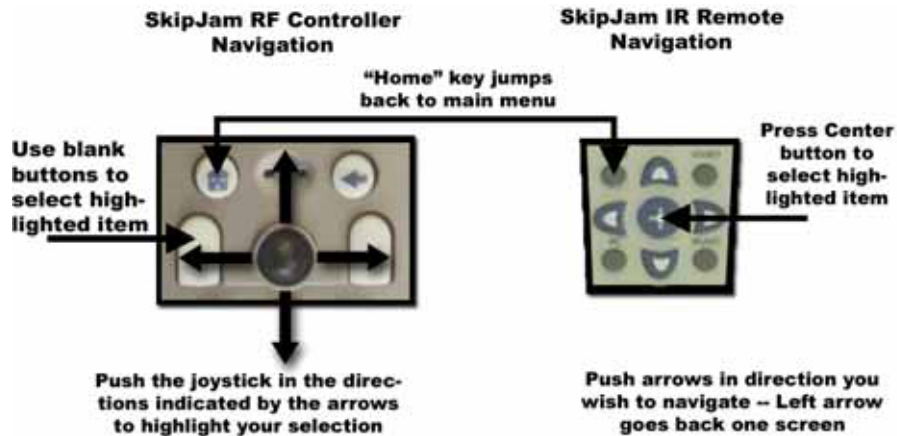 SkipJam RF Controller
Navigation
SkipJam IR Remote
Navigation
“Home” key jumps
back to main menu
Use blank
buttons to
select high-
lighted item
Press Center
button to
select high-
lighted item
Push the joystick in the direc-
tions indicated by the arrows
to highlight your selection
Push arrows in direction you
wish to navigate -- Left arrow
goes back one screen